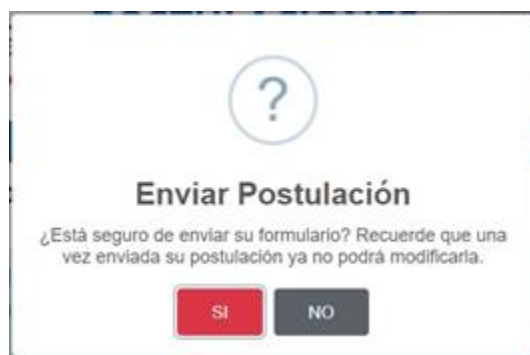 ?
Enviar Postulación
¿Está seguro de enviar su formulario? Recuerde que una
vez enviada su postulación ya no podrá modificarla.
SI
NO